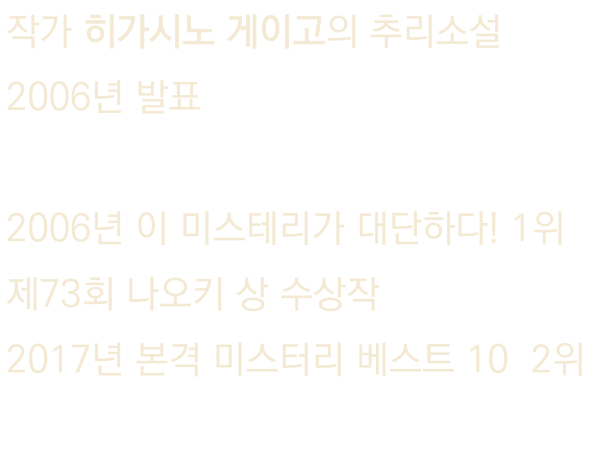 작가 히가시노 게이고의 추리소설
2006년 발표
2006년 이 미스테리가 대단하다! 1위
제73회 나오키 상 수상작
2017년 본격 미스터리 베스트 10 2위